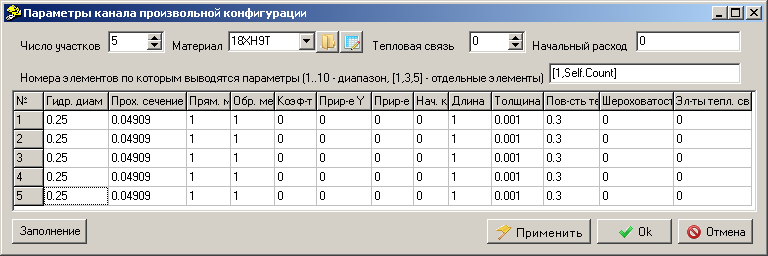 Параметры канала произвольной конфигурации
Число участков 5 Материал 18ХН9Т Тепловая связь 0 Начальный расход 0
Номера элементов по которым выводятся параметры (1..10 - диапазон, [1,3,5] - отдельные элементы) [1,Self.Count]
№ Гидр. диам Прох. сечение Прям. м Обр. ме Коэф-т Прир-е Y Прир-е Нач. к Длина Толщина Пов-сть те Шероховатост Эл-ты тепл. св
1 0.25 0.04909 1 1 0 0 0 0 1 0.001 0.3 0 0
2 0.25 0.04909 1 1 0 0 0 0 1 0.001 0.3 0 0
3 0.25 0.04909 1 1 0 0 0 0 1 0.001 0.3 0 0
4 0.25 0.04909 1 1 0 0 0 0 1 0.001 0.3 0 0
5 0.25 0.04909 1 1 0 0 0 0 1 0.001 0.3 0 0
Заполнение Применить Ok Отмена